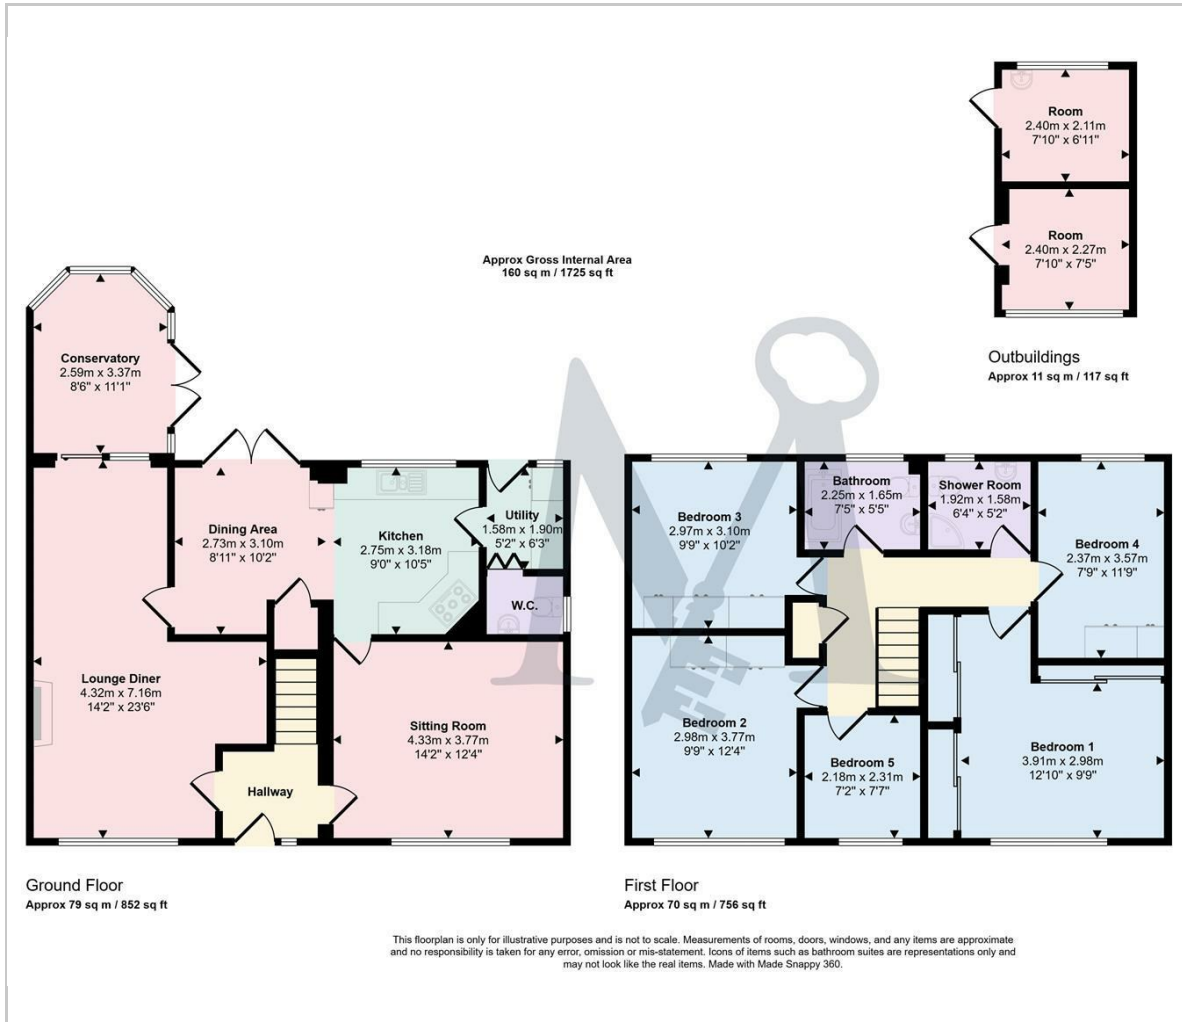 Room
2.40m x 2.11m
7'10" x 6'11"
Room
2.40m x 2.27m
7'10" x 7'5"
Outbuildings
Approx 11 sq m / 117 sq ft
Approx Gross Internal Area
160 sq m / 1725 sq ft
Conservatory
2.59m x 3.37m
8'6" x 11'1"
Dining Area
2.73m x 3.10m
8'11" x 10'2"
Kitchen
2.75m x 3.18m
9'0" x 10'5"
Utility
1.58m x 1.90m
5'2" x 6'3"
W.C.
Lounge Diner
4.32m x 7.16m
14'2" x 23'6"
Sitting Room
4.33m x 3.77m
14'2" x 12'4"
Hallway
Ground Floor
Approx 79 sq m / 852 sq ft
Bedroom 3
2.97m x 3.10m
9'9" x 10'2"
Bathroom
2.25m x 1.65m
7'5" x 5'5"
Shower Room
1.92m x 1.58m
6'4" x 5'2"
Bedroom 4
2.37m x 3.57m
7'9" x 11'9"
Bedroom 2
2.98m x 3.77m
9'9" x 12'4"
Bedroom 5
2.18m x 2.31m
7'2" x 7'7"
Bedroom 1
3.91m x 2.98m
12'10" x 9'9"
First Floor
Approx 70 sq m / 756 sq ft
This floorplan is only for illustrative purposes and is not to scale. Measurements of rooms, doors, windows, and any items are approximate
and no responsibility is taken for any error, omission or mis-statement. Icons of items such as bathroom suites are representations only and
may not look like the real items. Made with Made Snappy 360.